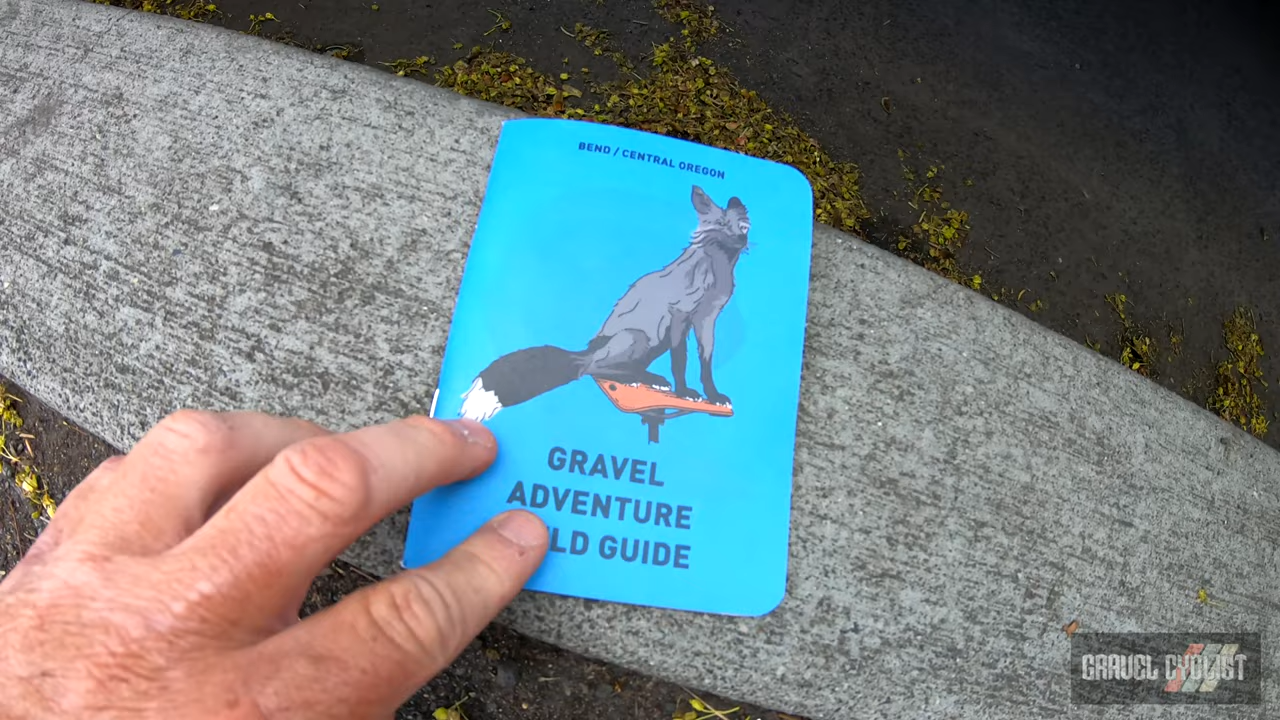 BEND / CENTRAL OREGON
GRAVEL
ADVENTURE
LD GUIDE
GRAVEL CYCLIST